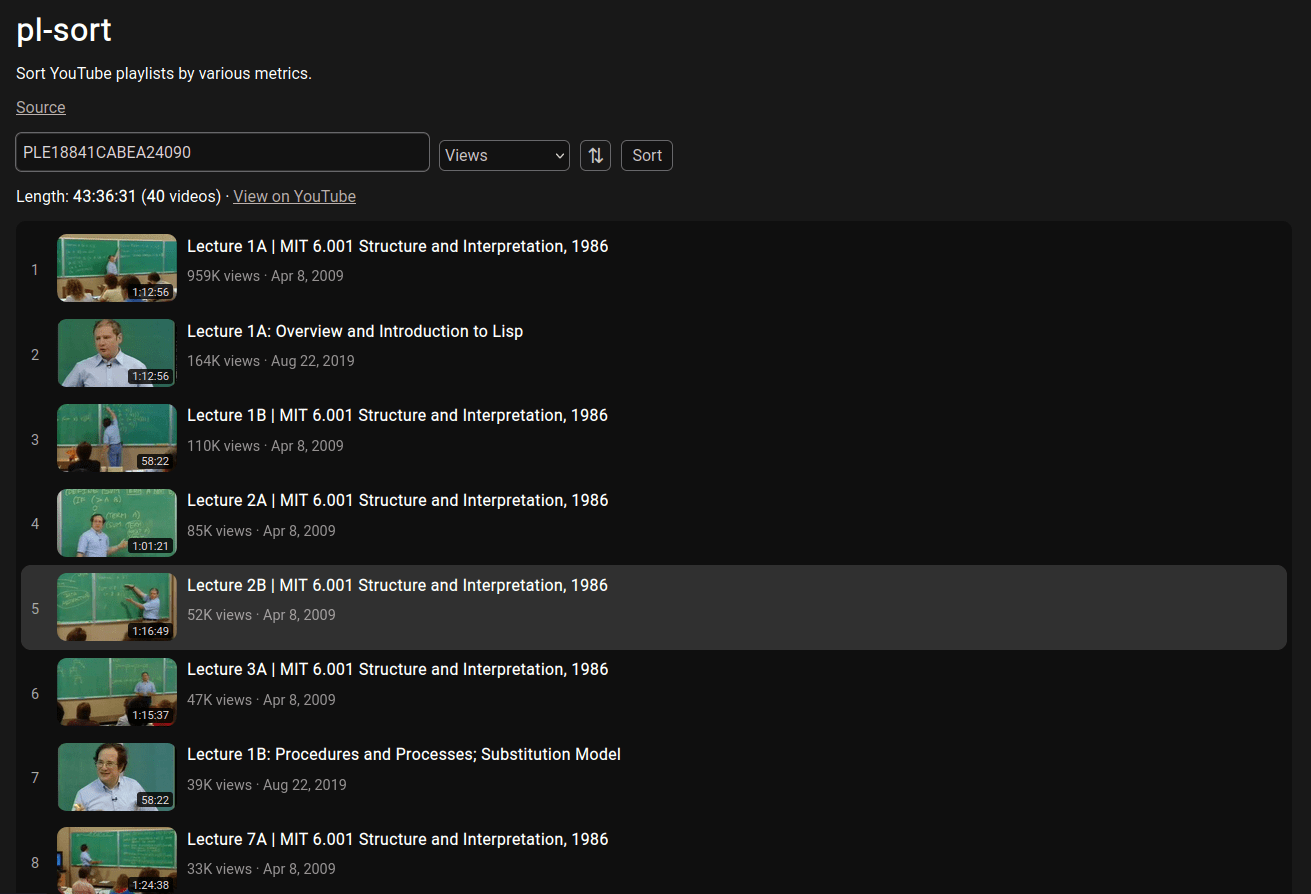 pl-sort
Sort YouTube playlists by various metrics.
Source
PLE18841CABEA24090
Views
Sort
Length: 43:36:31 (40 videos) · View on YouTube
1
1:12:56
Lecture 1A | MIT 6.001 Structure and Interpretation, 1986
959K views · Apr 8, 2009
2
1:12:56
Lecture 1A: Overview and Introduction to Lisp
164K views · Aug 22, 2019
3
58:22
Lecture 1B | MIT 6.001 Structure and Interpretation, 1986
110K views · Apr 8, 2009
4
1:01:21
Lecture 2A | MIT 6.001 Structure and Interpretation, 1986
85K views · Apr 8, 2009
5
1:16:49
Lecture 2B | MIT 6.001 Structure and Interpretation, 1986
52K views · Apr 8, 2009
6
1:15:37
Lecture 3A | MIT 6.001 Structure and Interpretation, 1986
47K views · Apr 8, 2009
7
58:22
Lecture 1B: Procedures and Processes; Substitution Model
39K views · Aug 22, 2019
8
1:24:38
Lecture 7A | MIT 6.001 Structure and Interpretation, 1986
33K views · Apr 8, 2009